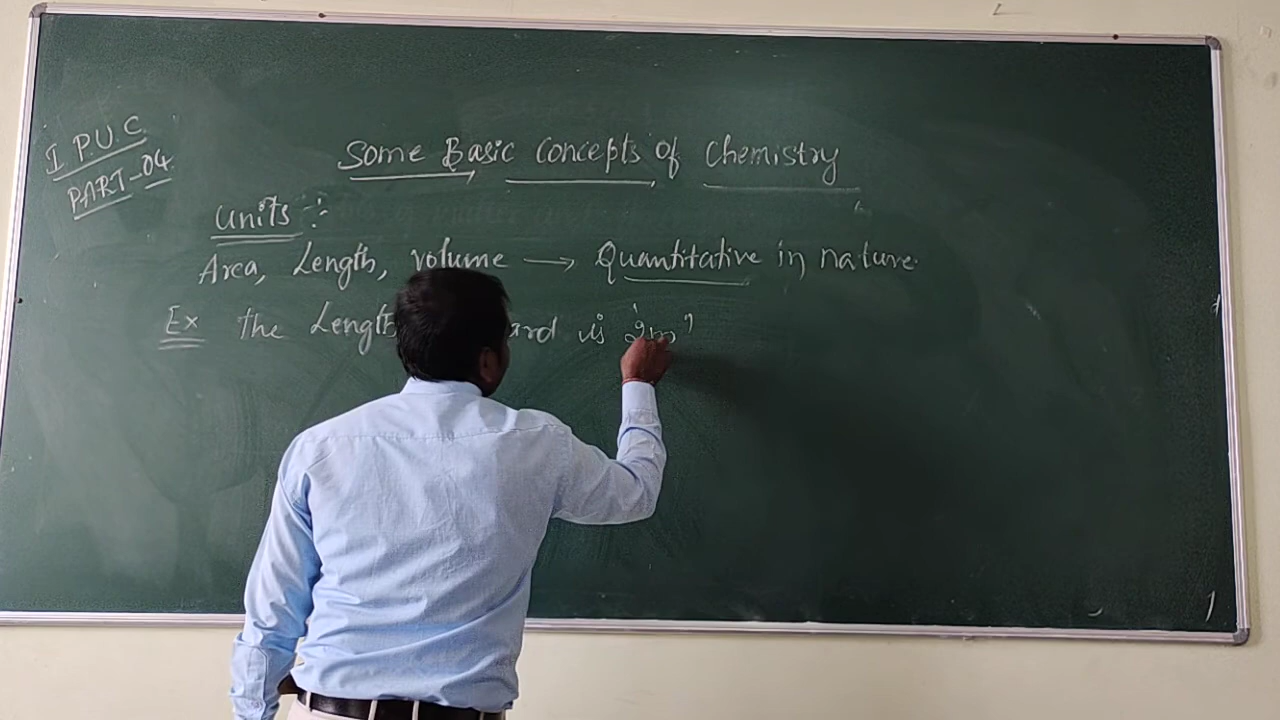 I P.U.C
PART-04
Some Basic Concepts of Chemistry
Units :-
Area, Length, volume → Quantitative in nature.
Ex the Length ard is '2m'